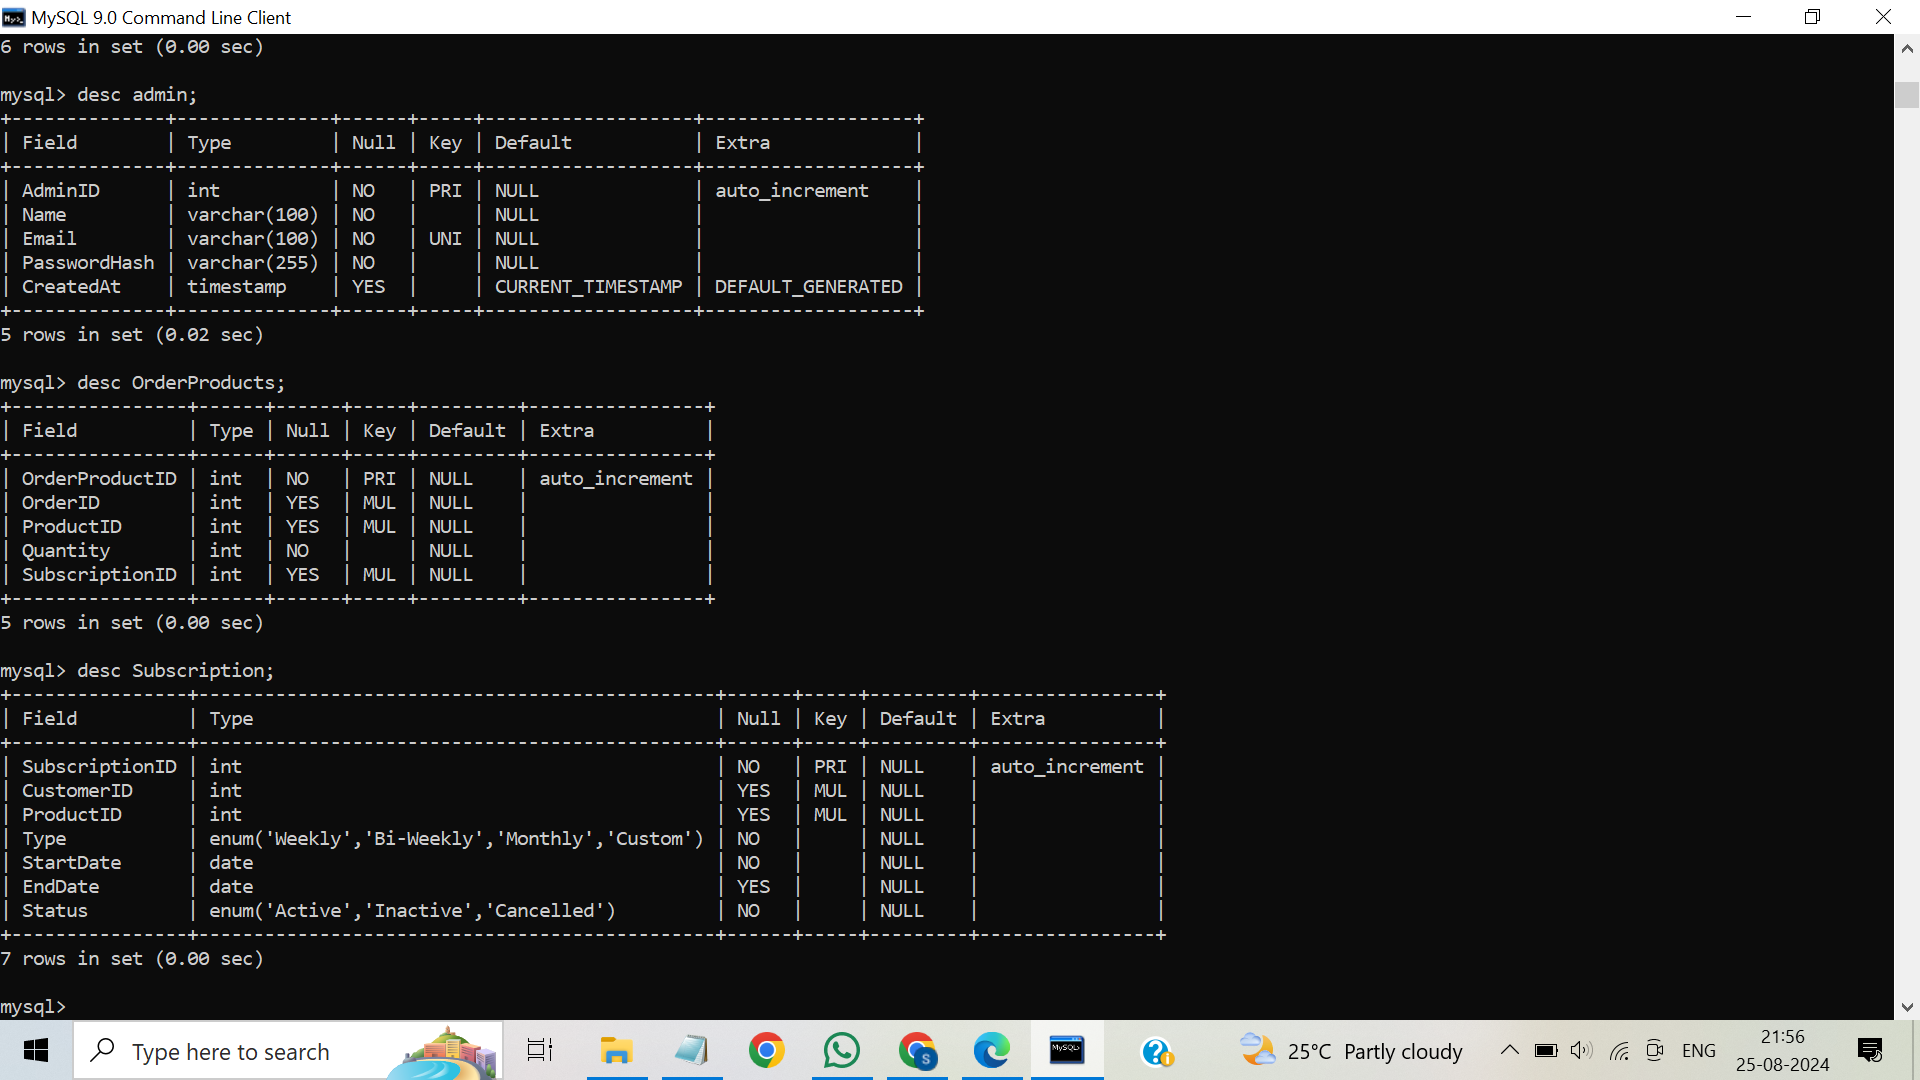 MySQL 9.0 Command Line Client
6 rows in set (0.00 sec)
mysql> desc admin;
+--------------+--------------+------+-----+-------------------+-------------------+
| Field        | Type         | Null | Key | Default           | Extra             |
+--------------+--------------+------+-----+-------------------+-------------------+
| AdminID      | int          | NO   | PRI | NULL              | auto_increment    |
| Name         | varchar(100) | NO   |     | NULL              |                   |
| Email        | varchar(100) | NO   | UNI | NULL              |                   |
| PasswordHash | varchar(255) | NO   |     | NULL              |                   |
| CreatedAt    | timestamp    | YES  |     | CURRENT_TIMESTAMP | DEFAULT_GENERATED |
+--------------+--------------+------+-----+-------------------+-------------------+
5 rows in set (0.02 sec)
mysql> desc OrderProducts;
+----------------+------+------+-----+---------+----------------+
| Field          | Type | Null | Key | Default | Extra          |
+----------------+------+------+-----+---------+----------------+
| OrderProductID | int  | NO   | PRI | NULL    | auto_increment |
| OrderID        | int  | YES  | MUL | NULL    |                |
| ProductID      | int  | YES  | MUL | NULL    |                |
| Quantity       | int  | NO   |     | NULL    |                |
| SubscriptionID | int  | YES  | MUL | NULL    |                |
+----------------+------+------+-----+---------+----------------+
5 rows in set (0.00 sec)
mysql> desc Subscription;
+----------------+-----------------------------------------------+------+-----+---------+----------------+
| Field          | Type                                          | Null | Key | Default | Extra          |
+----------------+-----------------------------------------------+------+-----+---------+----------------+
| SubscriptionID | int                                           | NO   | PRI | NULL    | auto_increment |
| CustomerID     | int                                           | YES  | MUL | NULL    |                |
| ProductID      | int                                           | YES  | MUL | NULL    |                |
| Type           | enum('Weekly','Bi-Weekly','Monthly','Custom') | NO   |     | NULL    |                |
| StartDate      | date                                          | NO   |     | NULL    |                |
| EndDate        | date                                          | YES  |     | NULL    |                |
| Status         | enum('Active','Inactive','Cancelled')         | NO   |     | NULL    |                |
+----------------+-----------------------------------------------+------+-----+---------+----------------+
7 rows in set (0.00 sec)
mysql>
Type here to search
S
MySQL>
25°C Partly cloudy
ENG
21:56
25-08-2024